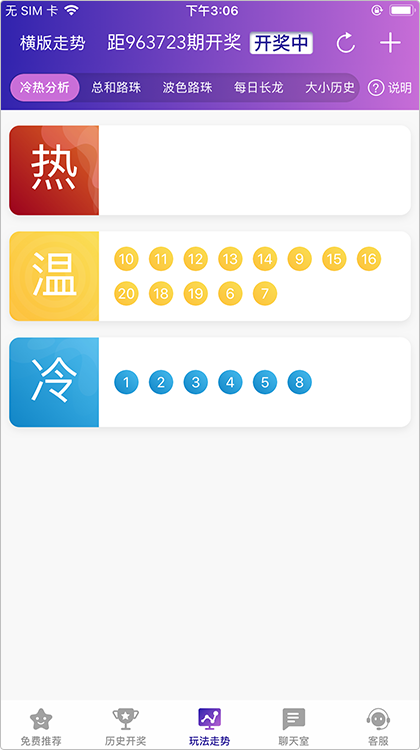 无 SIM 卡 下午3:06
横版走势 距963723期开奖 开奖中
冷热分析 总和路珠 波色路珠 每日长龙 大小历史 ? 说明
热
温
10 11 12 13 14 9 15 16
20 18 19 6 7
冷
1 2 3 4 5 8
免费推荐 历史开奖 玩法走势 聊天室 客服